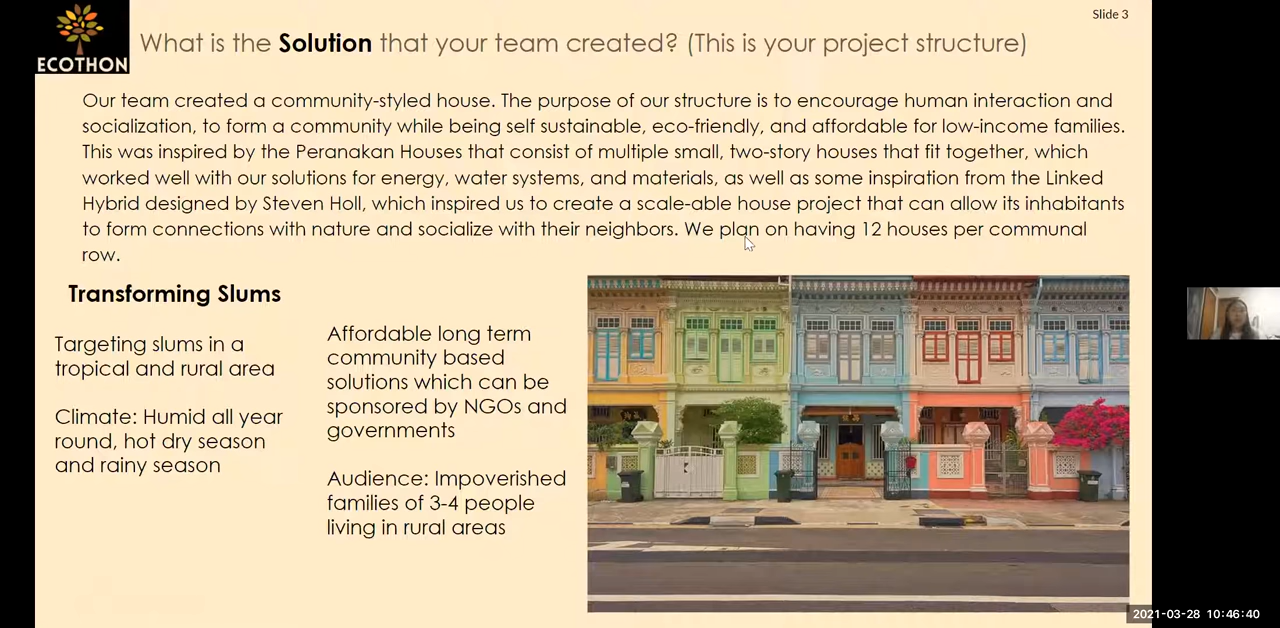 Slide 3
ECOTHON
What is the Solution that your team created? (This is your project structure)
Our team created a community-styled house. The purpose of our structure is to encourage human interaction and
socialization, to form a community while being self sustainable, eco-friendly, and affordable for low-income families.
This was inspired by the Peranakan Houses that consist of multiple small, two-story houses that fit together, which
worked well with our solutions for energy, water systems, and materials, as well as some inspiration from the Linked
Hybrid designed by Steven Holl, which inspired us to create a scale-able house project that can allow its inhabitants
to form connections with nature and socialize with their neighbors. We plan on having 12 houses per communal
row.
Transforming Slums
Targeting slums in a
tropical and rural area
Climate: Humid all year
round, hot dry season
and rainy season
Affordable long term
community based
solutions which can be
sponsored by NGOs and
governments
Audience: Impoverished
families of 3-4 people
living in rural areas
2021-03-28 10:46:40